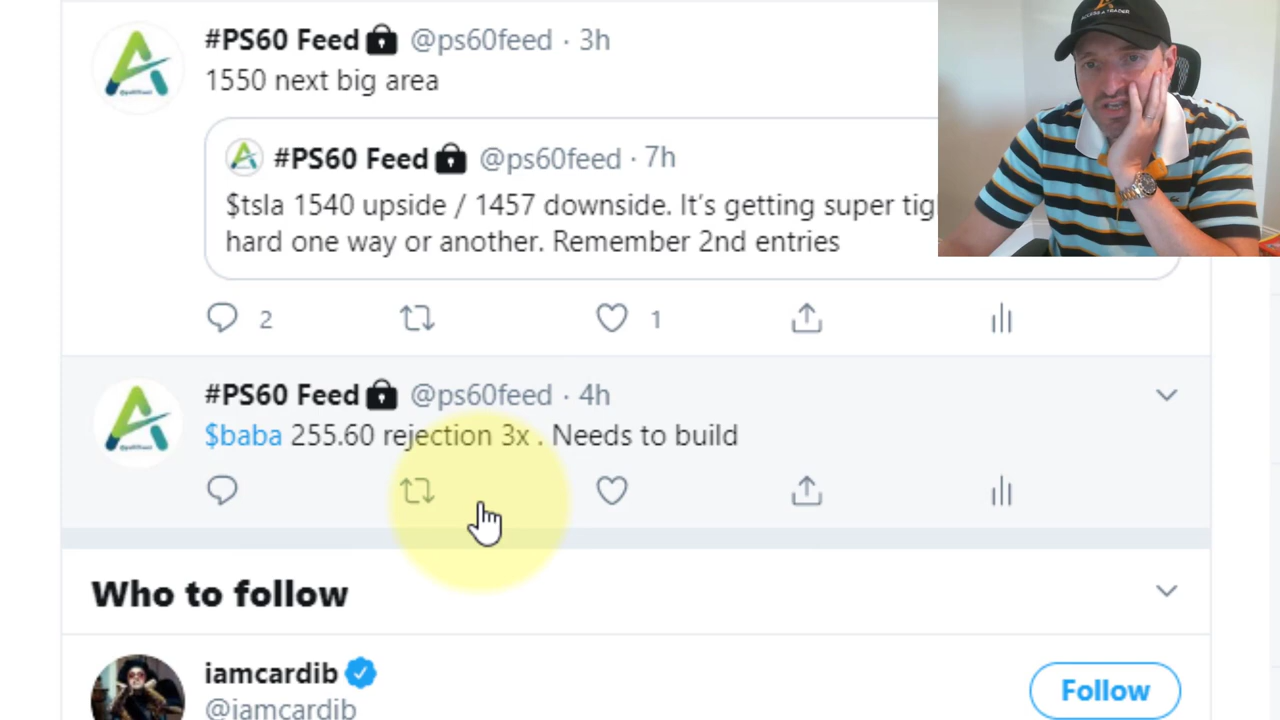 #PS60 Feed @ps60feed · 3h
1550 next big area
#PS60 Feed @ps60feed · 7h
$tsla 1540 upside / 1457 downside. It's getting super
hard one way or another. Remember 2nd entries
2 1
#PS60 Feed @ps60feed · 4h
$baba 255.60 rejection 3x . Needs to build
Who to follow
iamcardib
@iamcardib
Follow